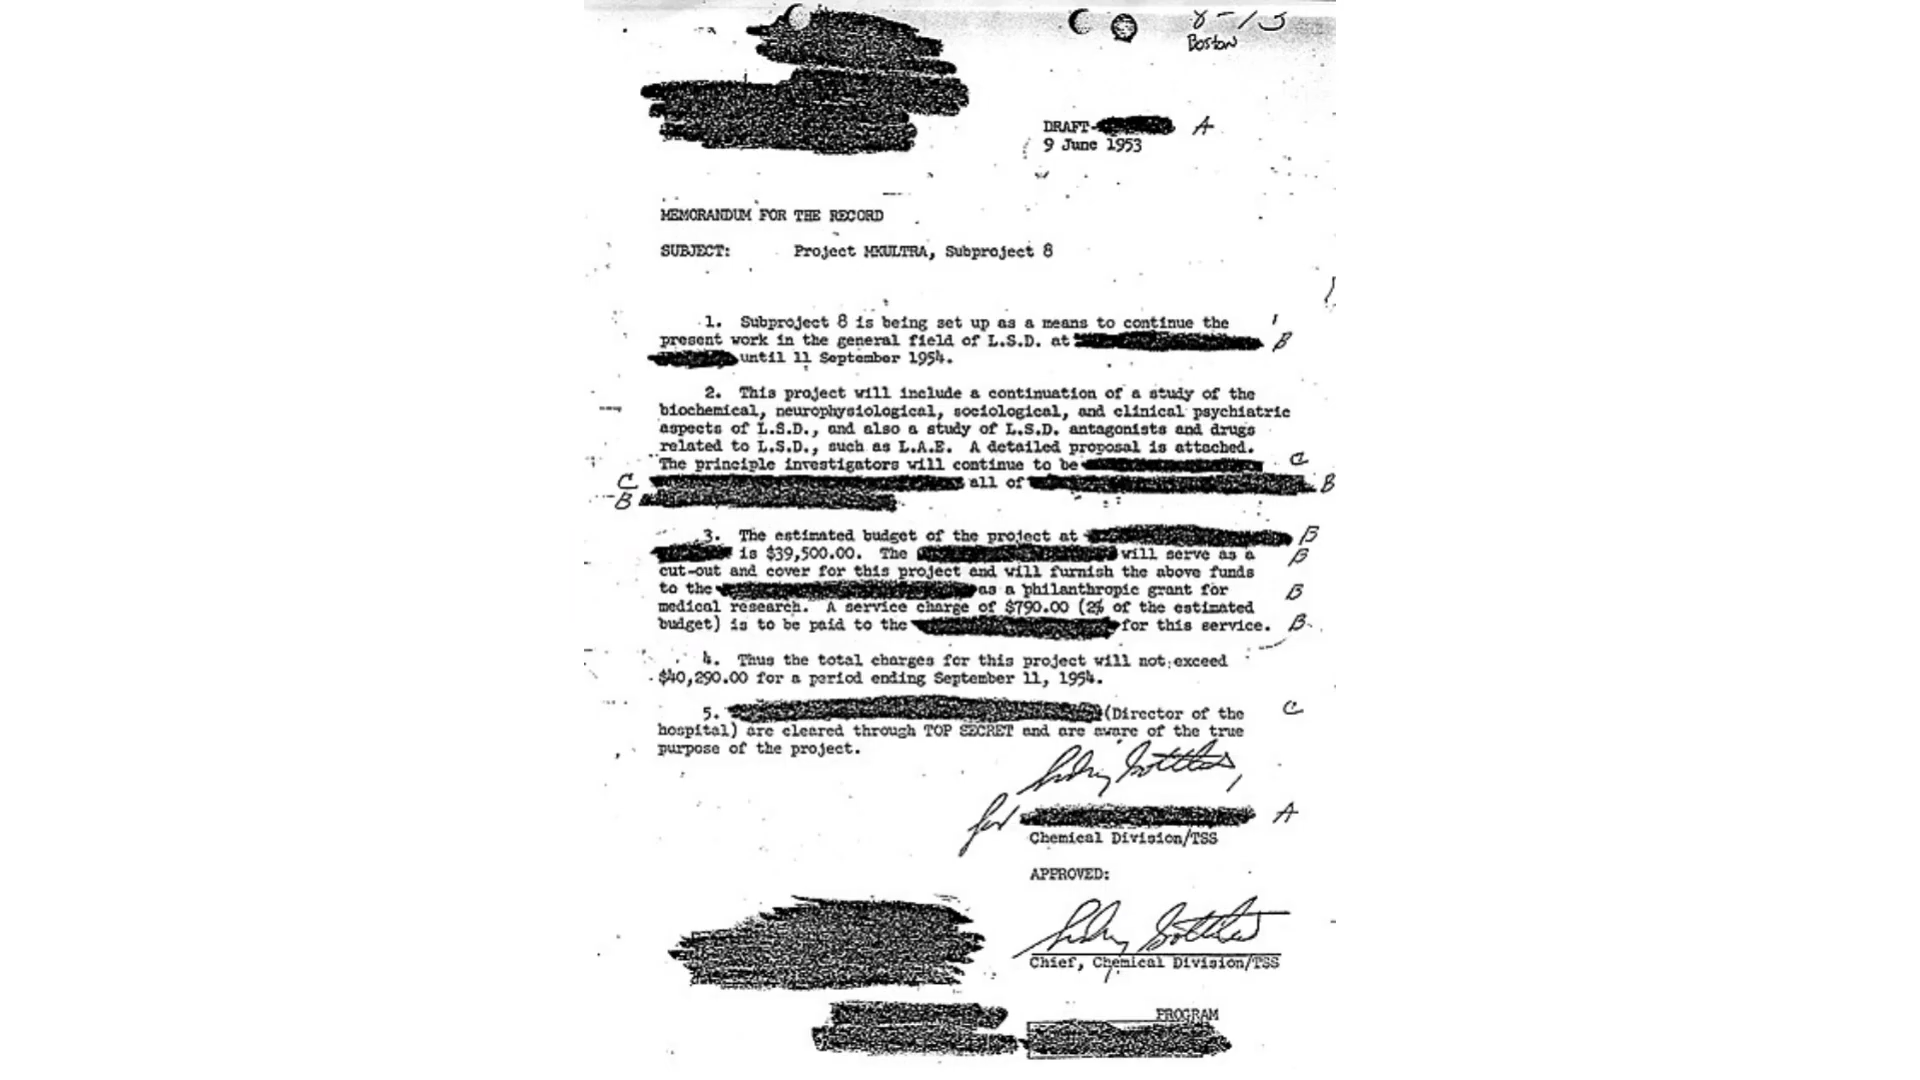 8-13
Boston
DRAFT- A
9 June 1953
MEMORANDUM FOR THE RECORD
SUBJECT: Project MKULTRA, Subproject 8
1. Subproject 8 is being set up as a means to continue the
present work in the general field of L.S.D. at B
until 11 September 1954.
2. This project will include a continuation of a study of the
biochemical, neurophysiological, sociological, and clinical psychiatric
aspects of L.S.D., and also a study of L.S.D. antagonists and drugs
related to L.S.D., such as L.A.E. A detailed proposal is attached.
The principle investigators will continue to be C
C all of B
B
3. The estimated budget of the project at B
is $39,500.00. The will serve as a B
cut-out and cover for this project and will furnish the above funds
to the as a philanthropic grant for B
medical research. A service charge of $790.00 (2% of the estimated
budget) is to be paid to the for this service. B
4. Thus the total charges for this project will not exceed
$40,290.00 for a period ending September 11, 1954.
5. (Director of the C
hospital) are cleared through TOP SECRET and are aware of the true
purpose of the project.
Sidney Gottlieb
for A
Chemical Division/TSS
APPROVED:
Sidney Gottlieb
Chief, Chemical Division/TSS
PROGRAM